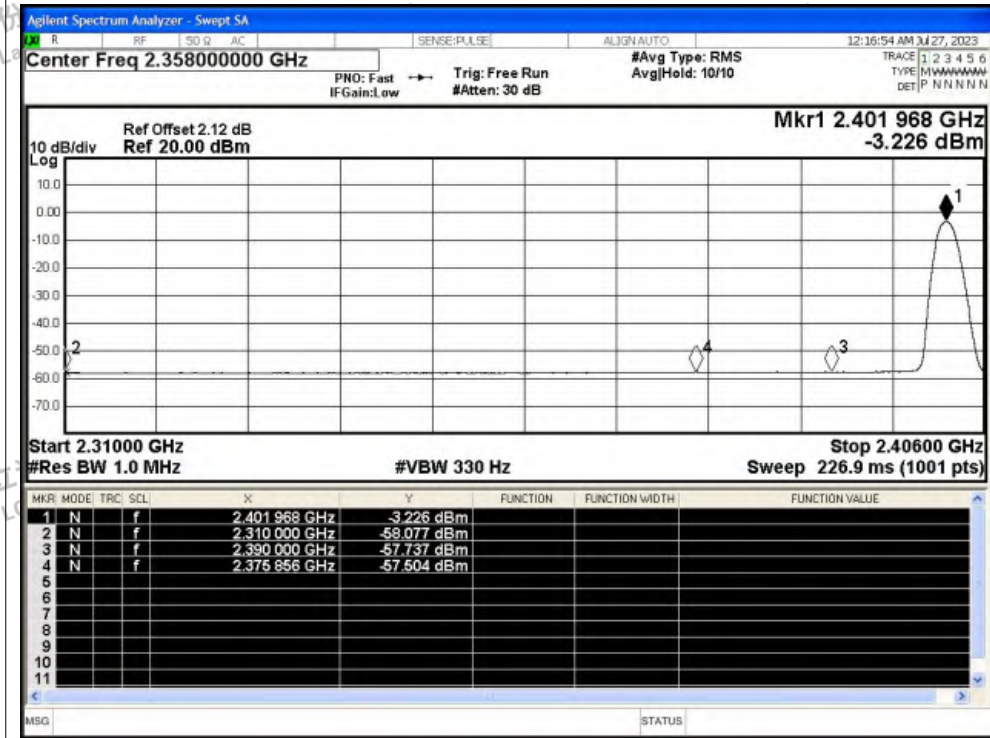 Agilent Spectrum Analyzer - Swept SA
R RF 50 Ω AC SENSE:PULSE ALIGN AUTO 12:16:54 AM Jul 27, 2023
Center Freq 2.358000000 GHz #Avg Type: RMS TRACE 1 2 3 4 5 6
PNO: Fast Trig: Free Run Avg|Hold: 10/10 TYPE MWWWWW
IFGain:Low #Atten: 30 dB DET P N N N N N
Mkr1 2.401 968 GHz
Ref Offset 2.12 dB
10 dB/div Ref 20.00 dBm -3.226 dBm
Log
10.0
1
0.00
-10.0
-20.0
-30.0
-40.0
-50.0 2 4 3
-60.0
-70.0
Start 2.31000 GHz Stop 2.40600 GHz
#Res BW 1.0 MHz #VBW 330 Hz Sweep 226.9 ms (1001 pts)
MKR MODE TRC SCL X Y FUNCTION FUNCTION WIDTH FUNCTION VALUE
1 N f 2.401 968 GHz -3.226 dBm
2 N f 2.310 000 GHz -58.077 dBm
3 N f 2.390 000 GHz -57.737 dBm
4 N f 2.375 856 GHz -57.504 dBm
5
6
7
8
9
10
11
MSG STATUS